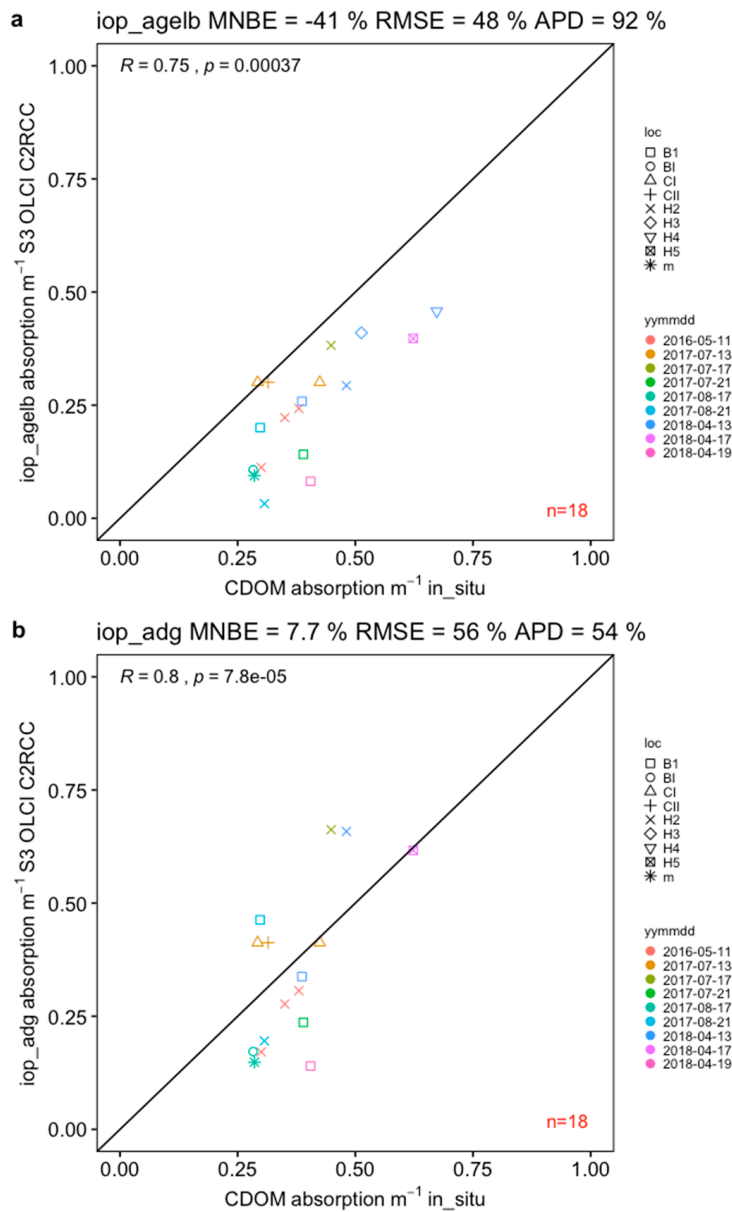 a
iop_agelb MNBE = -41 % RMSE = 48 % APD = 92 %
R = 0.75 , p = 0.00037
1.00
0.75
0.50
0.25
0.00
iop_agelb absorption m⁻¹ S3 OLCI C2RCC
n=18
0.00 0.25 0.50 0.75 1.00
CDOM absorption m⁻¹ in_situ
loc
B1
BI
CI
CII
H2
H3
H4
H5
m
yymmdd
2016-05-11
2017-07-13
2017-07-17
2017-07-21
2017-08-17
2017-08-21
2018-04-13
2018-04-17
2018-04-19
b
iop_adg MNBE = 7.7 % RMSE = 56 % APD = 54 %
R = 0.8 , p = 7.8e-05
1.00
0.75
0.50
0.25
0.00
iop_adg absorption m⁻¹ S3 OLCI C2RCC
n=18
0.00 0.25 0.50 0.75 1.00
CDOM absorption m⁻¹ in_situ
loc
B1
BI
CI
CII
H2
H3
H4
H5
m
yymmdd
2016-05-11
2017-07-13
2017-07-17
2017-07-21
2017-08-17
2017-08-21
2018-04-13
2018-04-17
2018-04-19